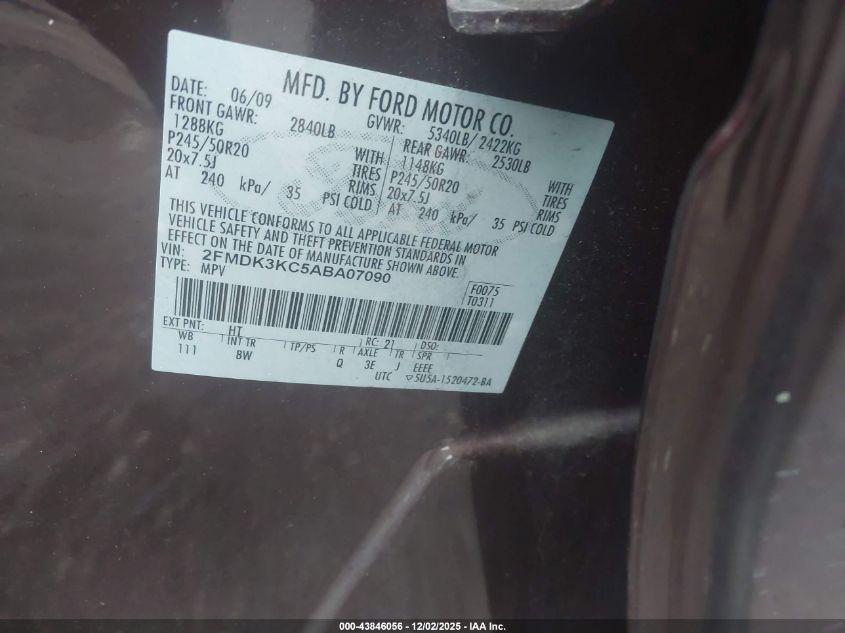 MFD. BY FORD MOTOR CO.
DATE: 06/09 GVWR: 5340LB/2422KG
FRONT GAWR: 2840LB REAR GAWR: 2530LB
1288KG WITH 1148KG WITH
P245/50R20 TIRES P245/50R20 TIRES
20x7.5J RIMS 20x7.5J RIMS
AT 240 kPa/ 35 PSI COLD AT 240 kPa/ 35 PSI COLD
THIS VEHICLE CONFORMS TO ALL APPLICABLE FEDERAL MOTOR
VEHICLE SAFETY AND THEFT PREVENTION STANDARDS IN
EFFECT ON THE DATE OF MANUFACTURE SHOWN ABOVE.
VIN: 2FMDK3KC5ABA07090
TYPE: MPV
F0075
T0311
EXT PNT: HT RC: 21 DSO:
WB INT TR TP/PS R AXLE TR SPR
111 BW Q 3E J EEEE
UTC ▽5U5A-1520472-BA
000-43846056 - 12/02/2025 - IAA Inc.